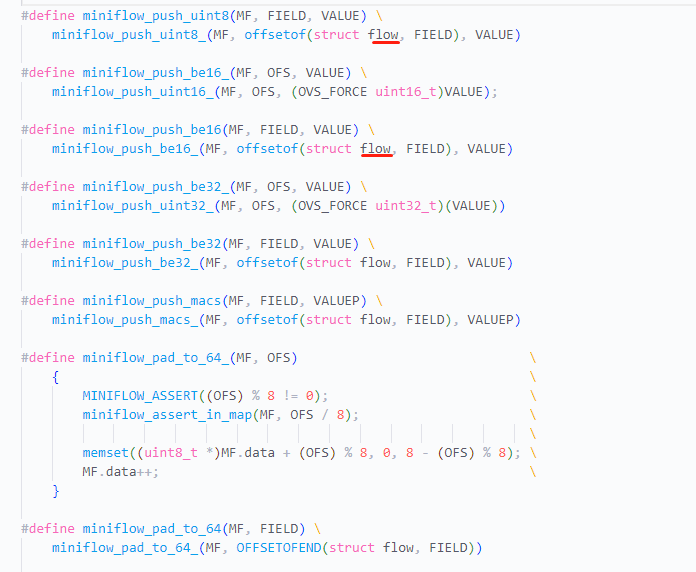 #define miniflow_push_uint8(MF, FIELD, VALUE) \
miniflow_push_uint8_(MF, offsetof(struct flow, FIELD), VALUE)
#define miniflow_push_be16_(MF, OFS, VALUE) \
miniflow_push_uint16_(MF, OFS, (OVS_FORCE uint16_t)VALUE);
#define miniflow_push_be16(MF, FIELD, VALUE) \
miniflow_push_be16_(MF, offsetof(struct flow, FIELD), VALUE)
#define miniflow_push_be32_(MF, OFS, VALUE) \
miniflow_push_uint32_(MF, OFS, (OVS_FORCE uint32_t)(VALUE))
#define miniflow_push_be32(MF, FIELD, VALUE) \
miniflow_push_be32_(MF, offsetof(struct flow, FIELD), VALUE)
#define miniflow_push_macs(MF, FIELD, VALUEP) \
miniflow_push_macs_(MF, offsetof(struct flow, FIELD), VALUEP)
#define miniflow_pad_to_64_(MF, OFS) \
{ \
MINIFLOW_ASSERT((OFS) % 8 != 0); \
miniflow_assert_in_map(MF, OFS / 8); \
\
memset((uint8_t *)MF.data + (OFS) % 8, 0, 8 - (OFS) % 8); \
MF.data++; \
}
#define miniflow_pad_to_64(MF, FIELD) \
miniflow_pad_to_64_(MF, OFFSETOFEND(struct flow, FIELD))